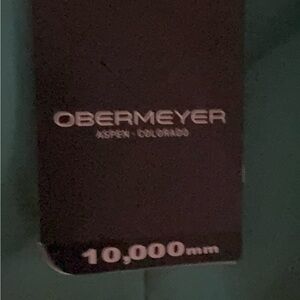 OBERMEYER
ASPEN - COLORADO
10,000mm